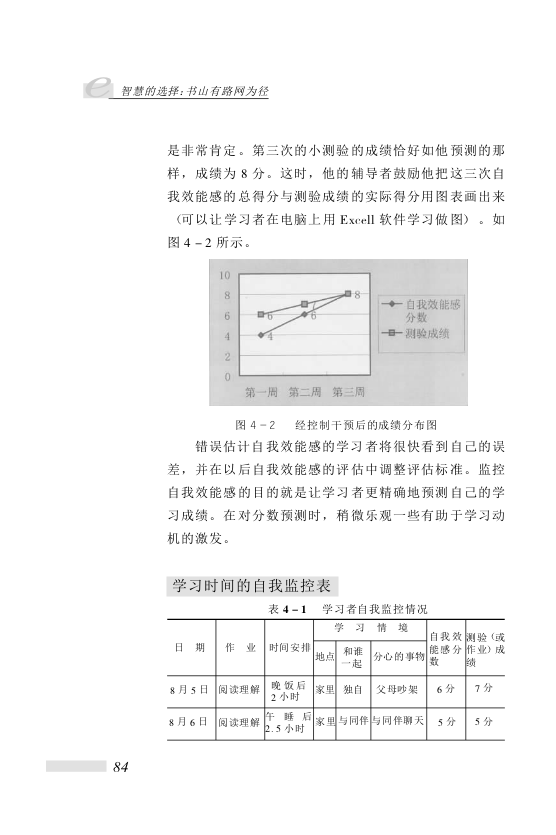 e 智慧的选择:书山有路网为径
是非常肯定。第三次的小测验的成绩恰好如他预测的那
样，成绩为 8 分。这时，他的辅导者鼓励他把这三次自
我效能感的总得分与测验成绩的实际得分用图表画出来
（可以让学习者在电脑上用 Excell 软件学习做图）。如
图 4－2 所示。
10
8
6
4
2
0
6
7
8
4
6
第一周 第二周 第三周
自我效能感
分数
测验成绩
图 4－2 经控制干预后的成绩分布图
错误估计自我效能感的学习者将很快看到自己的误
差，并在以后自我效能感的评估中调整评估标准。监控
自我效能感的目的就是让学习者更精确地预测自己的学
习成绩。在对分数预测时，稍微乐观一些有助于学习动
机的激发。
学习时间的自我监控表
表 4－1 学习者自我监控情况
日 期 作 业 时间安排 学 习 情 境 自我效能感分数 测验（或作业）成绩
地点 和谁一起 分心的事物
8月5日 阅读理解 晚饭后2小时 家里 独自 父母吵架 6分 7分
8月6日 阅读理解 午睡后2.5小时 家里 与同伴 与同伴聊天 5分 5分
84